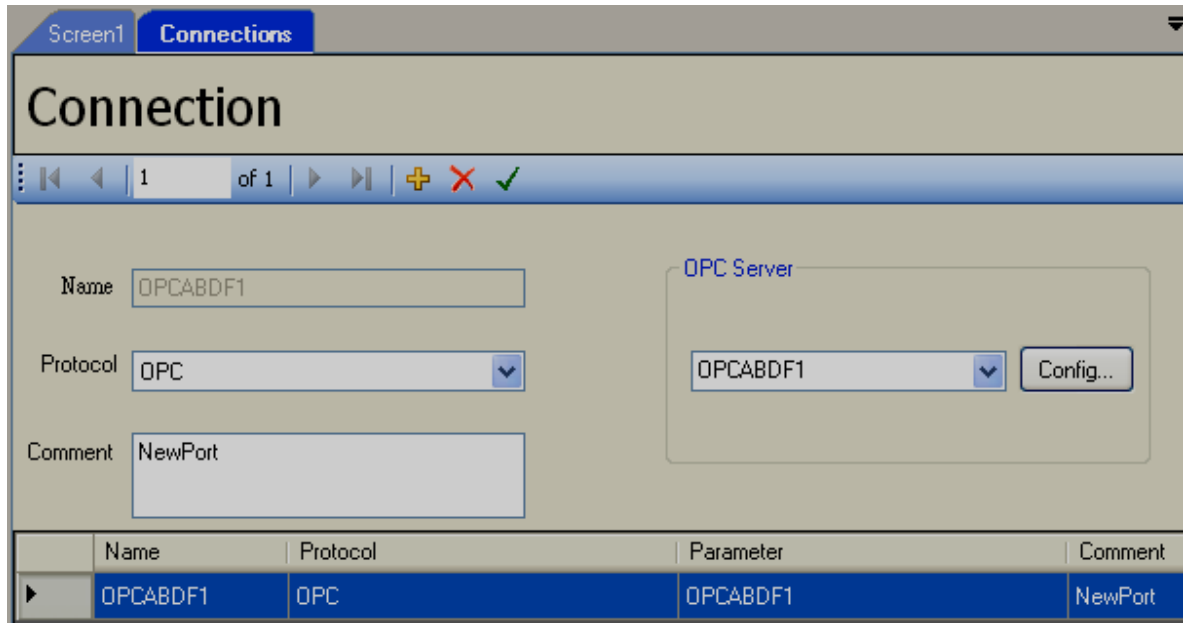 Screen1 Connections
Connection
1 of 1
Name OPCABDF1
OPC Server
Protocol OPC
OPCABDF1 Config...
Comment NewPort
Name Protocol Parameter Comment
OPCABDF1 OPC OPCABDF1 NewPort